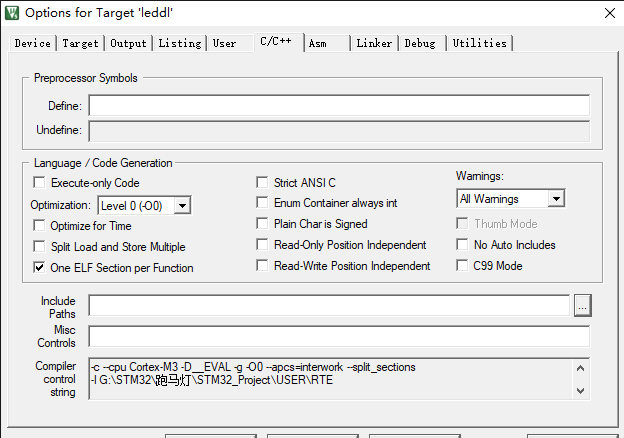 Options for Target 'leddl'
Device Target Output Listing User C/C++ Asm Linker Debug Utilities
Preprocessor Symbols
Define:
Undefine:
Language / Code Generation
Execute-only Code
Strict ANSI C
Warnings:
Optimization: Level 0 (-O0)
Enum Container always int
All Warnings
Optimize for Time
Plain Char is Signed
Thumb Mode
Split Load and Store Multiple
Read-Only Position Independent
No Auto Includes
One ELF Section per Function
Read-Write Position Independent
C99 Mode
Include
Paths
...
Misc
Controls
Compiler
control
string
-c --cpu Cortex-M3 -D__EVAL -g -O0 --apcs=interwork --split_sections
-I G:\STM32\跑马灯\STM32_Project\USER\RTE